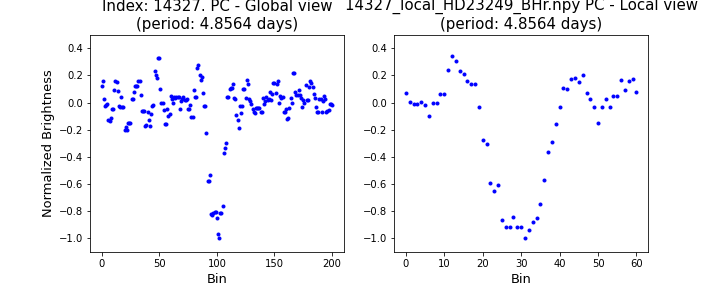 Index: 14327. PC - Global view
(period: 4.8564 days)
14327_local_HD23249_BHr.npy PC - Local view
(period: 4.8564 days)
Normalized Brightness
0.4
0.2
0.0
−0.2
−0.4
−0.6
−0.8
−1.0
0 50 100 150 200
Bin
0.4
0.2
0.0
−0.2
−0.4
−0.6
−0.8
−1.0
0 10 20 30 40 50 60
Bin